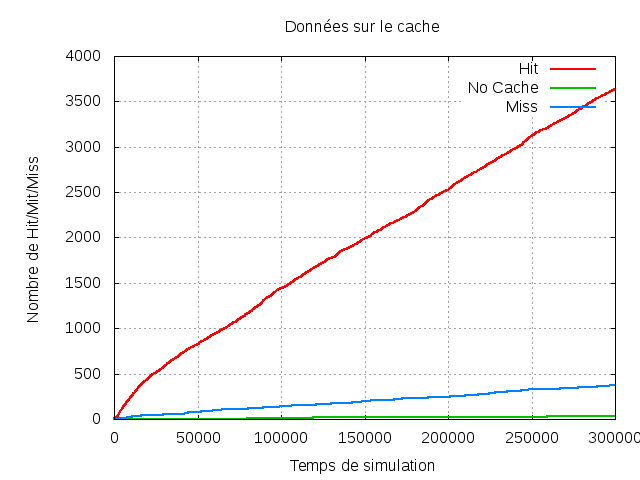 Données sur le cache
4000
3500
3000
2500
2000
1500
1000
500
0
Nombre de Hit/Mit/Miss
Hit
No Cache
Miss
0 50000 100000 150000 200000 250000 300000
Temps de simulation